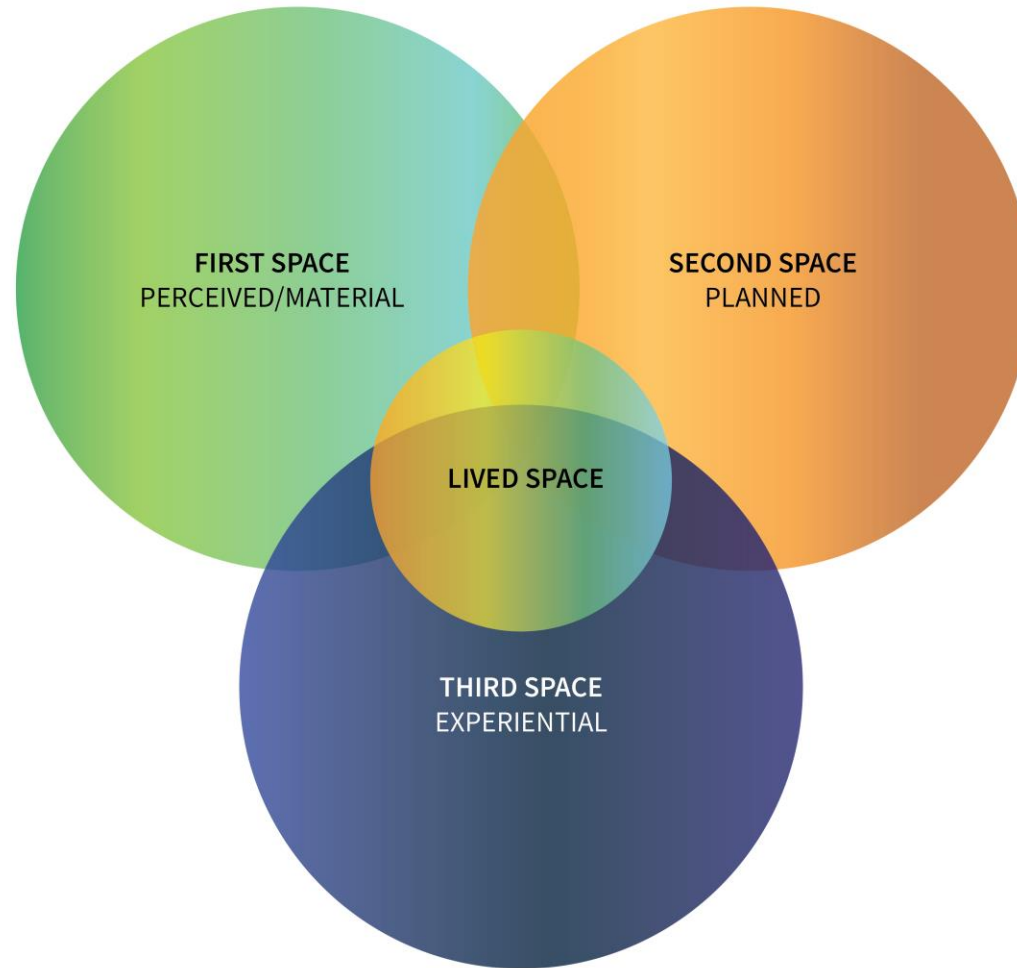 FIRST SPACE
PERCEIVED/MATERIAL
SECOND SPACE
PLANNED
LIVED SPACE
THIRD SPACE
EXPERIENTIAL